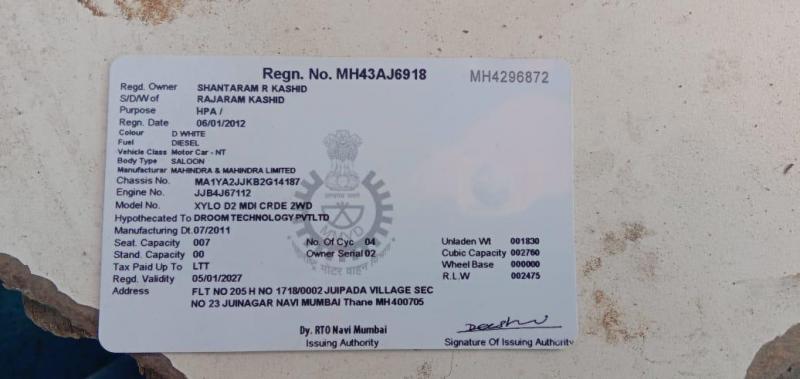 Regn. No. MH43AJ6918 MH4296872
Regd. Owner SHANTARAM R KASHID
S/D/W of RAJARAM KASHID
Purpose HPA /
Regn. Date 06/01/2012
Colour D WHITE
Fuel DIESEL
Vehicle Class Motor Car - NT
Body Type SALOON
Manufacturar MAHINDRA & MAHINDRA LIMITED
Chassis No. MA1YA2JJKB2G14187
Engine No. JJB4J67112
Model No. XYLO D2 MDI CRDE 2WD
Hypothecated To DROOM TECHNOLOGY PVTLTD
Manufacturing Dt. 07/2011
Seat. Capacity 007 No. Of Cyc 04 Unladen Wt 001830
Stand. Capacity 00 Owner Serial 02 Cubic Capacity 002760
Tax Paid Up To LTT Wheel Base 000000
Regd. Validity 05/01/2027 R.L.W 002475
Address FLT NO 205 H NO 1718/0002 JUIPADA VILLAGE SEC
NO 23 JUINAGAR NAVI MUMBAI Thane MH400705
MMVD
मोटर वाहन
Dy. RTO Navi Mumbai
Issuing Authority Signature Of Issuing Authority